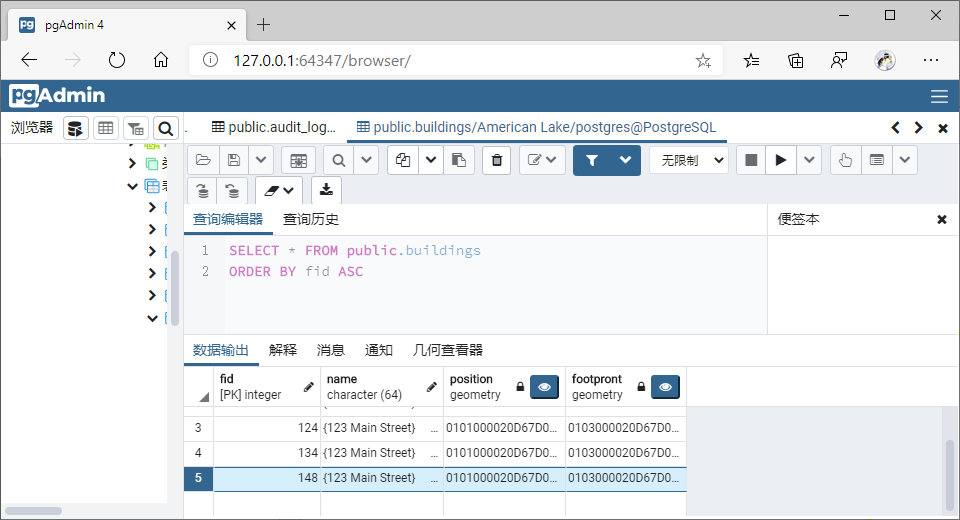 pgAdmin 4
127.0.0.1:64347/browser/
pgAdmin
浏览器
public.audit_log...
public.buildings/American Lake/postgres@PostgreSQL
无限制
查询编辑器 查询历史
便签本
1 SELECT * FROM public.buildings
2 ORDER BY fid ASC
数据输出 解释 消息 通知 几何查看器
fid name position footpront
[PK] integer character (64) geometry geometry
3 124 {123 Main Street} ... 0101000020D67D0... 0103000020D67D0...
4 134 {123 Main Street} ... 0101000020D67D0... 0103000020D67D0...
5 148 {123 Main Street} ... 0101000020D67D0... 0103000020D67D0...